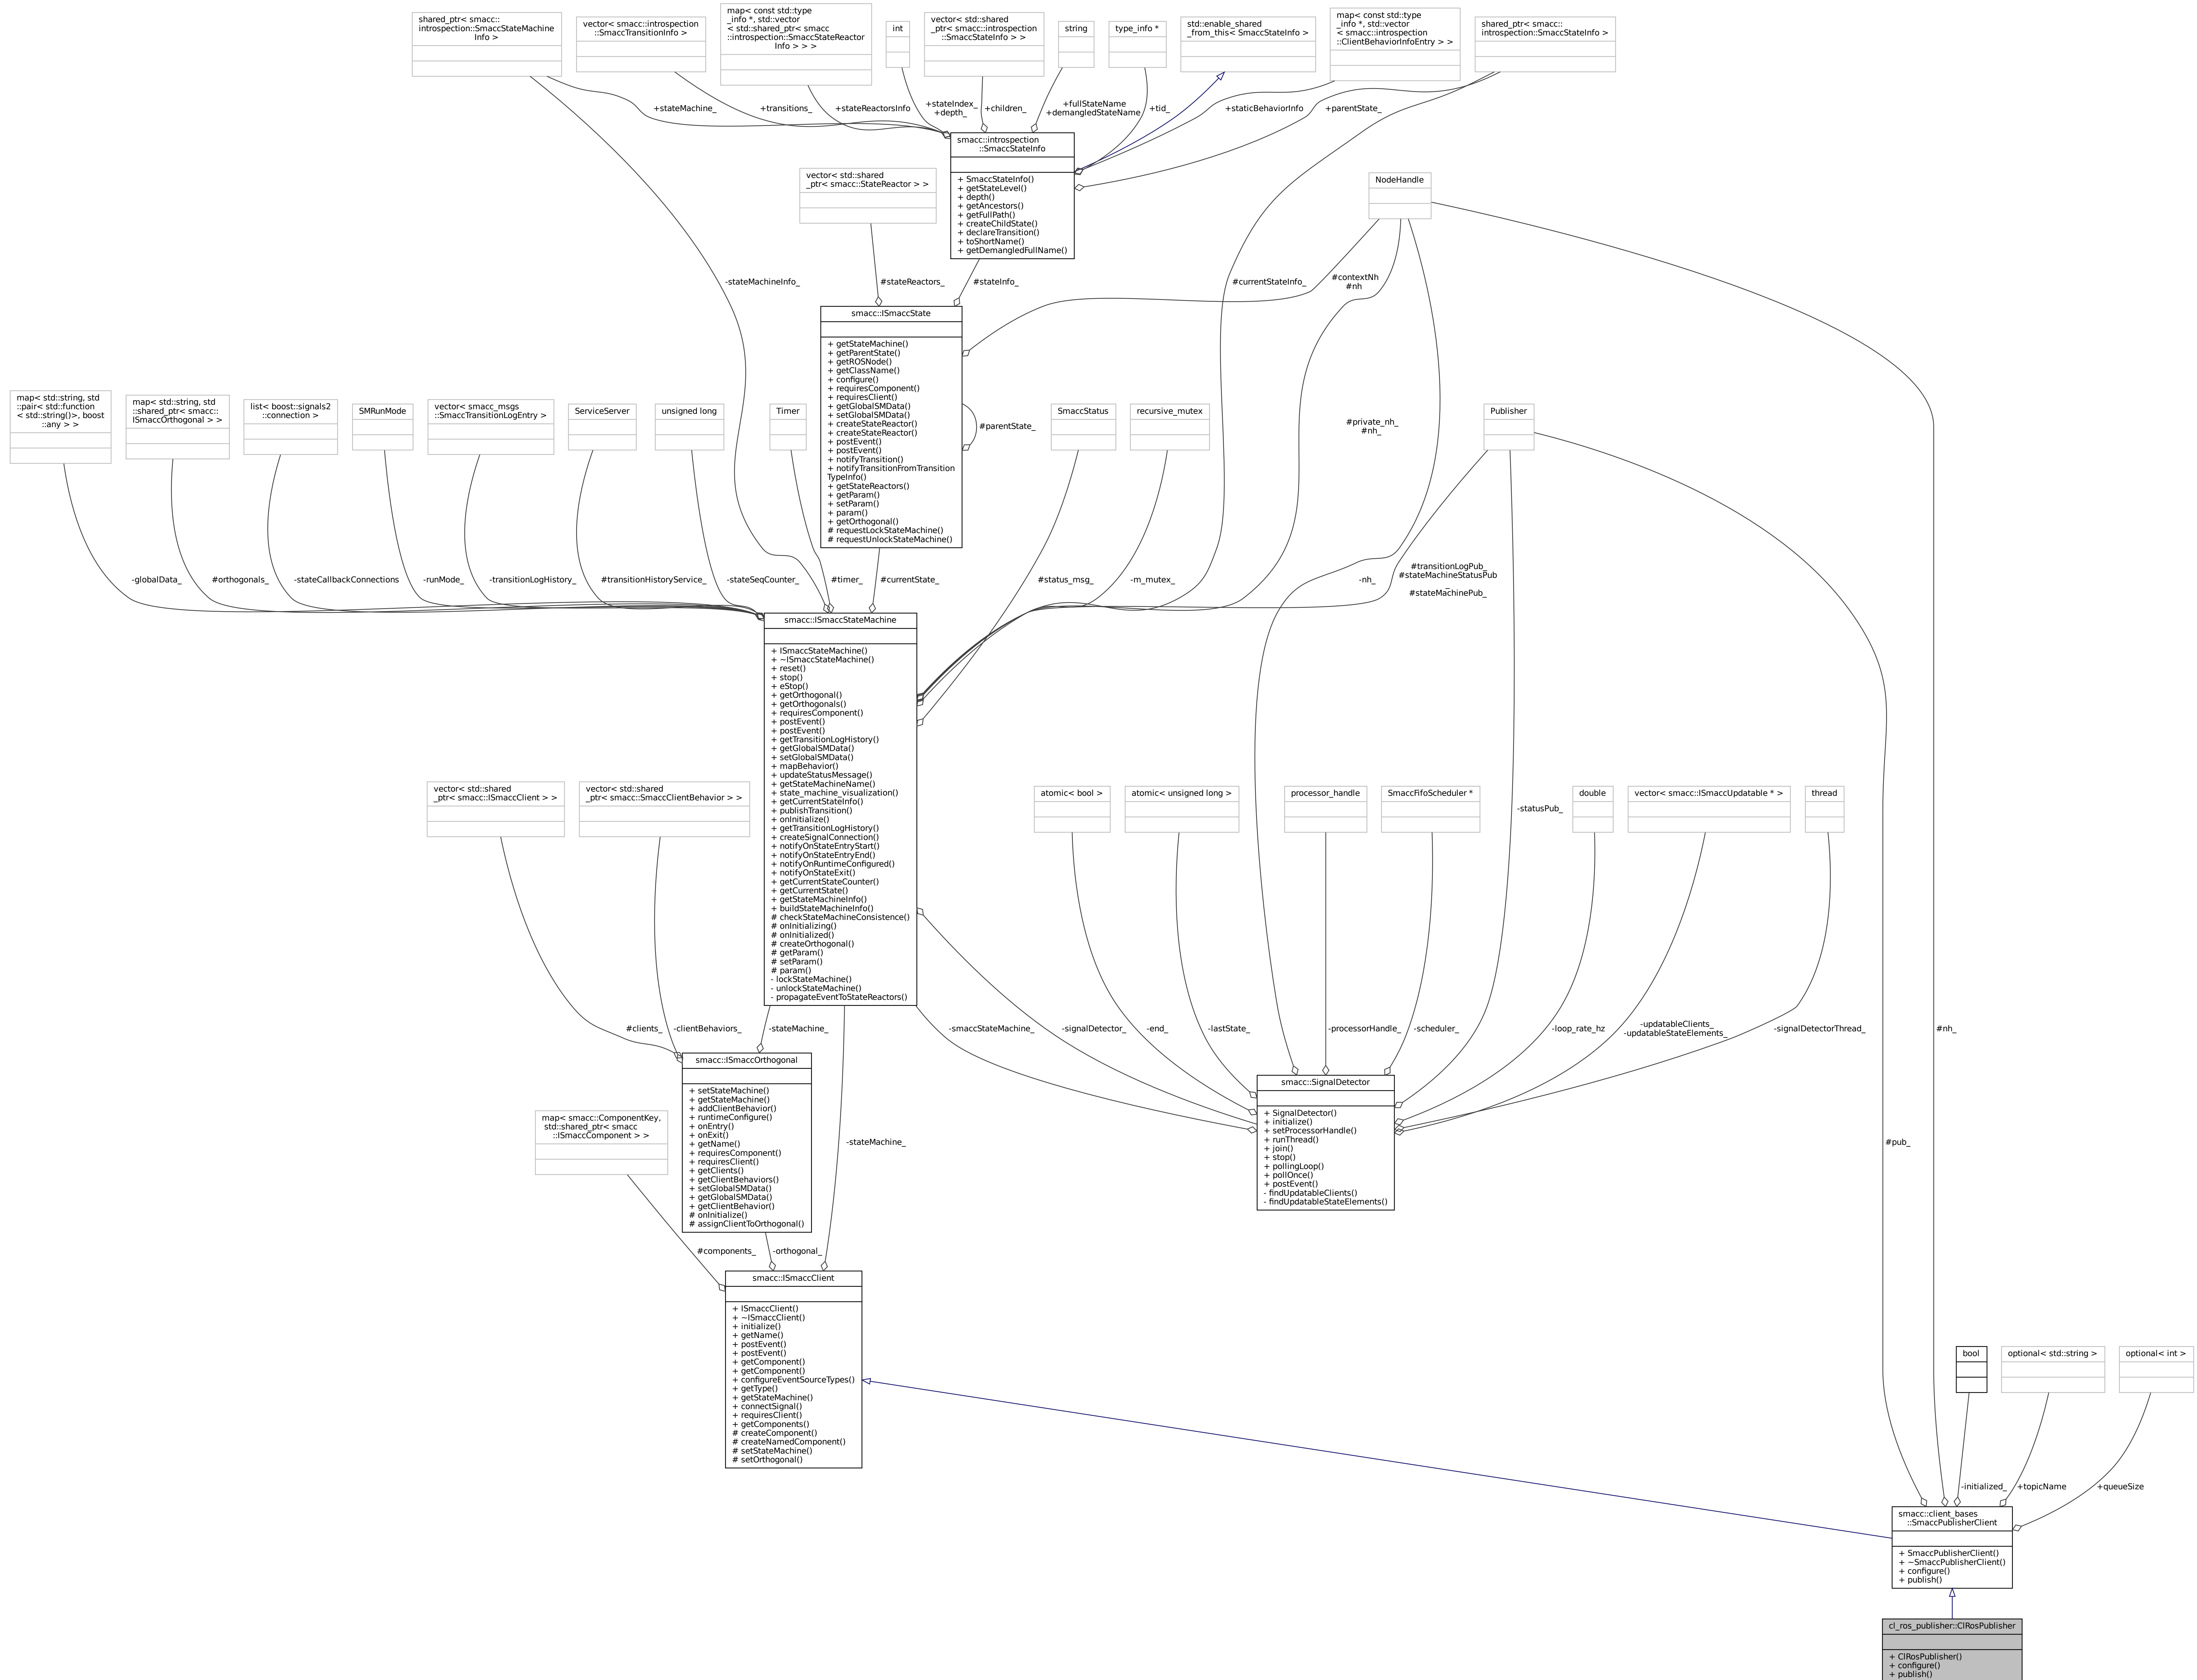 shared_ptr< smacc::
introspection::SmaccStateMachine
Info >
vector< smacc::introspection
::SmaccTransitionInfo >
map< const std::type
_info *, std::vector
< std::shared_ptr< smacc
::introspection::SmaccStateReactor
Info > > >
int
vector< std::shared
_ptr< smacc::introspection
::SmaccStateInfo > >
string
type_info *
std::enable_shared
_from_this< SmaccStateInfo >
map< const std::type
_info *, std::vector
< smacc::introspection
::ClientBehaviorInfoEntry > >
shared_ptr< smacc::
introspection::SmaccStateInfo >
+stateMachine_
+transitions_
+stateReactorsInfo
+stateIndex_
+depth_
+children_
+fullStateName
+demangledStateName
+tid_
+staticBehaviorInfo
+parentState_
smacc::introspection
::SmaccStateInfo
+ SmaccStateInfo()
+ getStateLevel()
+ depth()
+ getAncestors()
+ getFullPath()
+ createChildState()
+ declareTransition()
+ toShortName()
+ getDemangledFullName()
vector< std::shared
_ptr< smacc::StateReactor > >
NodeHandle
-stateMachineInfo_
#stateReactors_
#stateInfo_
#currentStateInfo_
#contextNh
#nh
smacc::ISmaccState
+ getStateMachine()
+ getParentState()
+ getROSNode()
+ getClassName()
+ configure()
+ requiresComponent()
+ requiresClient()
+ getGlobalSMData()
+ setGlobalSMData()
+ createStateReactor()
+ createStateReactor()
+ postEvent()
+ postEvent()
+ notifyTransition()
+ notifyTransitionFromTransition
TypeInfo()
+ getStateReactors()
+ getParam()
+ setParam()
+ param()
+ getOrthogonal()
# requestLockStateMachine()
# requestUnlockStateMachine()
#parentState_
map< std::string, std
::pair< std::function
< std::string()>, boost
::any > >
map< std::string, std
::shared_ptr< smacc::
ISmaccOrthogonal > >
list< boost::signals2
::connection >
SMRunMode
vector< smacc_msgs
::SmaccTransitionLogEntry >
ServiceServer
unsigned long
Timer
SmaccStatus
recursive_mutex
#private_nh_
#nh_
Publisher
-globalData_
#orthogonals_
-stateCallbackConnections
-runMode_
-transitionLogHistory_
#transitionHistoryService_
-stateSeqCounter_
#timer_
#currentState_
#status_msg_
-m_mutex_
-nh_
#transitionLogPub_
#stateMachineStatusPub
_
#stateMachinePub_
smacc::ISmaccStateMachine
+ ISmaccStateMachine()
+ ~ISmaccStateMachine()
+ reset()
+ stop()
+ eStop()
+ getOrthogonal()
+ getOrthogonals()
+ requiresComponent()
+ postEvent()
+ postEvent()
+ getTransitionLogHistory()
+ getGlobalSMData()
+ setGlobalSMData()
+ mapBehavior()
+ updateStatusMessage()
+ getStateMachineName()
+ state_machine_visualization()
+ getCurrentStateInfo()
+ publishTransition()
+ onInitialize()
+ getTransitionLogHistory()
+ createSignalConnection()
+ notifyOnStateEntryStart()
+ notifyOnStateEntryEnd()
+ notifyOnRuntimeConfigured()
+ notifyOnStateExit()
+ getCurrentStateCounter()
+ getCurrentState()
+ getStateMachineInfo()
+ buildStateMachineInfo()
# checkStateMachineConsistence()
# onInitializing()
# onInitialized()
# createOrthogonal()
# getParam()
# setParam()
# param()
- lockStateMachine()
- unlockStateMachine()
- propagateEventToStateReactors()
vector< std::shared
_ptr< smacc::ISmaccClient > >
vector< std::shared
_ptr< smacc::SmaccClientBehavior > >
atomic< bool >
atomic< unsigned long >
processor_handle
SmaccFifoScheduler *
-statusPub_
double
vector< smacc::ISmaccUpdatable * >
thread
#clients_
-clientBehaviors_
-stateMachine_
-smaccStateMachine_
-signalDetector_
-end_
-lastState_
-processorHandle_
-scheduler_
-loop_rate_hz
-updatableClients_
-updatableStateElements_
-signalDetectorThread_
#nh_
smacc::ISmaccOrthogonal
+ setStateMachine()
+ getStateMachine()
+ addClientBehavior()
+ runtimeConfigure()
+ onEntry()
+ onExit()
+ getName()
+ requiresComponent()
+ requiresClient()
+ getClients()
+ getClientBehaviors()
+ setGlobalSMData()
+ getGlobalSMData()
+ getClientBehavior()
# onInitialize()
# assignClientToOrthogonal()
smacc::SignalDetector
+ SignalDetector()
+ initialize()
+ setProcessorHandle()
+ runThread()
+ join()
+ stop()
+ pollingLoop()
+ pollOnce()
+ postEvent()
- findUpdatableClients()
- findUpdatableStateElements()
map< smacc::ComponentKey,
std::shared_ptr< smacc
::ISmaccComponent > >
-stateMachine_
#pub_
#components_
-orthogonal_
smacc::ISmaccClient
+ ISmaccClient()
+ ~ISmaccClient()
+ initialize()
+ getName()
+ postEvent()
+ postEvent()
+ getComponent()
+ getComponent()
+ configureEventSourceTypes()
+ getType()
+ getStateMachine()
+ connectSignal()
+ requiresClient()
+ getComponents()
# createComponent()
# createNamedComponent()
# setStateMachine()
# setOrthogonal()
bool
optional< std::string >
optional< int >
-initialized_
+topicName
+queueSize
smacc::client_bases
::SmaccPublisherClient
+ SmaccPublisherClient()
+ ~SmaccPublisherClient()
+ configure()
+ publish()
cl_ros_publisher::ClRosPublisher
+ ClRosPublisher()
+ configure()
+ publish()